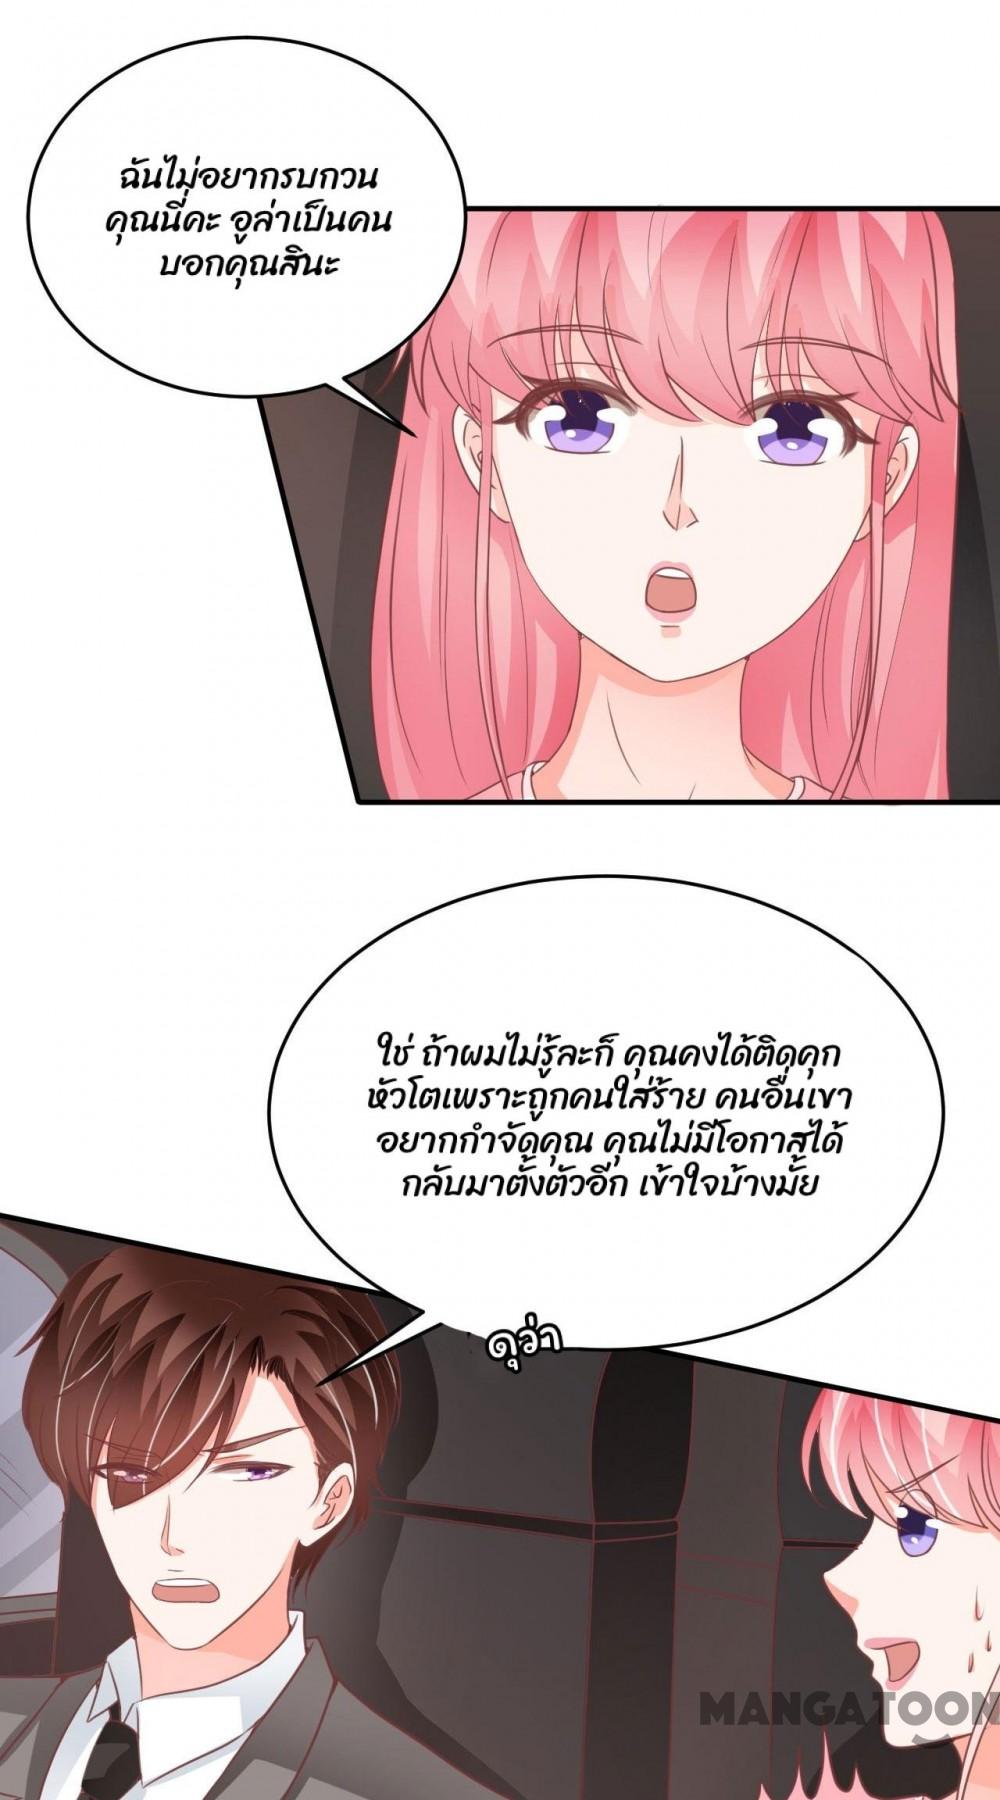 ฉันไม่อยากรบกวน
คุณนี่คะ อูล่าเป็นคน
บอกคุณสินะ
ใช่ ถ้าผมไม่รู้ละก็ คุณคงได้ติดคุก
หัวโตเพราะถูกคนใส่ร้าย คนอื่นเขา
อยากกำจัดคุณ คุณไม่มีโอกาสได้
กลับมาตั้งตัวอีก เข้าใจบ้างมั้ย
ดุว่า
MANGATOON